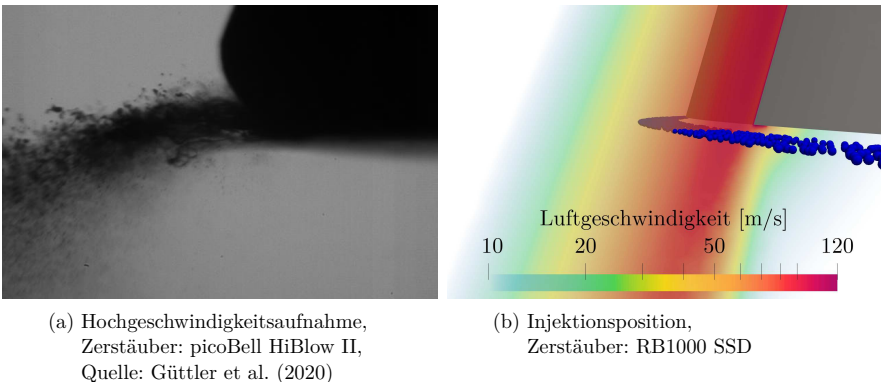 Luftgeschwindigkeit [m/s]
10 20 50 120
(a) Hochgeschwindigkeitsaufnahme,
Zerstäuber: picoBell HiBlow II,
Quelle: Güttler et al. (2020)
(b) Injektionsposition,
Zerstäuber: RB1000 SSD